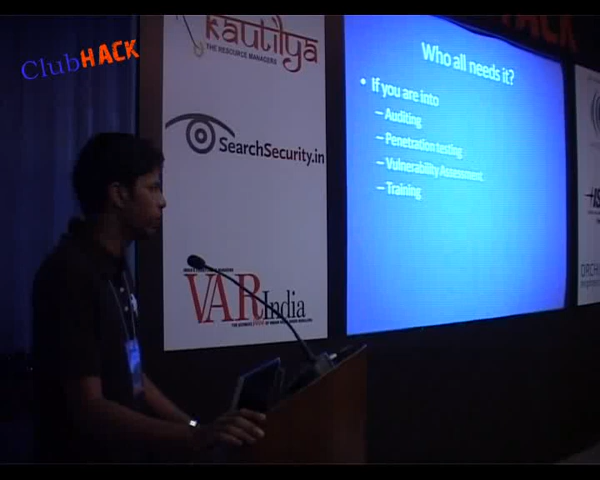 ClubHACK
HACK
Kautilya
THE RESOURCE MANAGERS
SearchSecurity.in
VARIndia
Who all needs it?
• If you are into
– Auditing
– Penetration testing
– Vulnerability Assessment
– Training